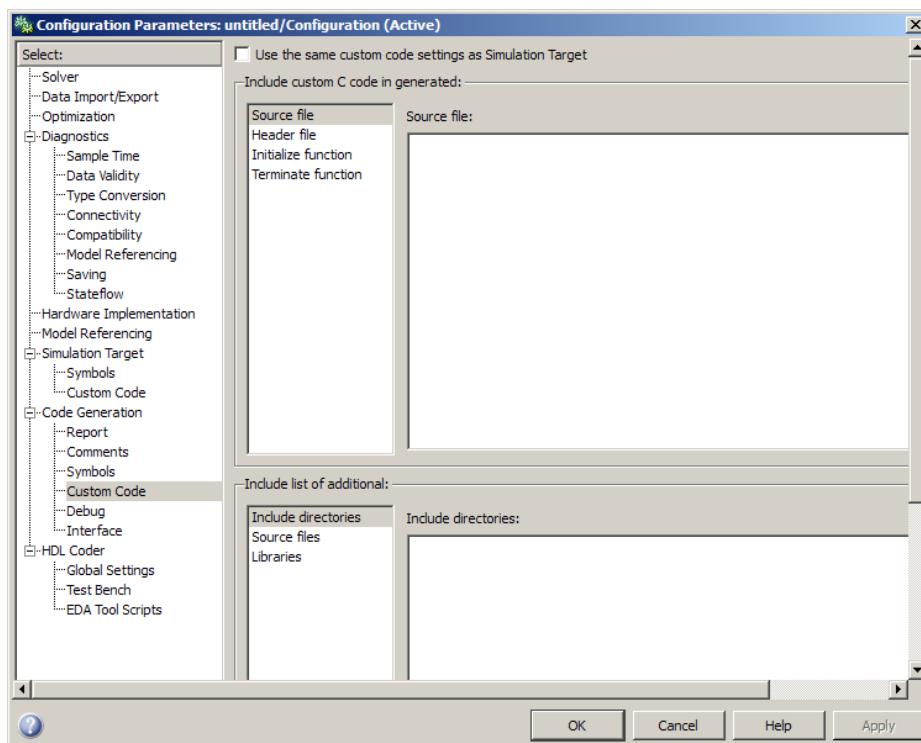 Configuration Parameters: untitled/Configuration (Active)
Select:
Solver
Data Import/Export
Optimization
Diagnostics
Sample Time
Data Validity
Type Conversion
Connectivity
Compatibility
Model Referencing
Saving
Stateflow
Hardware Implementation
Model Referencing
Simulation Target
Symbols
Custom Code
Code Generation
Report
Comments
Symbols
Custom Code
Debug
Interface
HDL Coder
Global Settings
Test Bench
EDA Tool Scripts
Use the same custom code settings as Simulation Target
Include custom C code in generated:
Source file
Header file
Initialize function
Terminate function
Source file:
Include list of additional:
Include directories
Source files
Libraries
Include directories:
OK
Cancel
Help
Apply